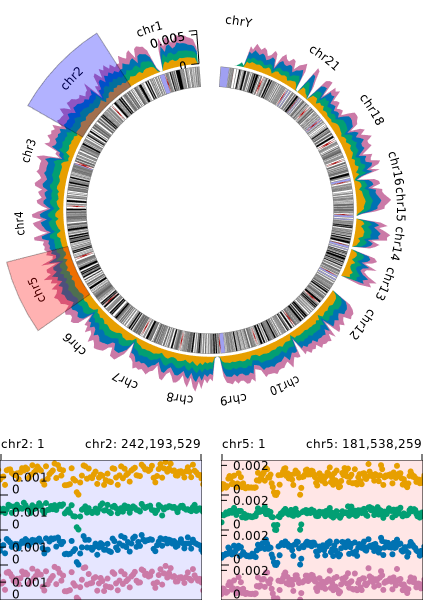 chrY
chr1
0.005
0
chr21
chr2
chr18
chr3
chr16
chr15
chr4
chr14
chr5
chr13
chr6
chr12
chr7
chr10
chr8
chr9
chr2: 1 chr2: 242,193,529
chr5: 1 chr5: 181,538,259
0.001
0
0.001
0
0.001
0
0.001
0
0.002
0
0.002
0
0.002
0
0.002
0